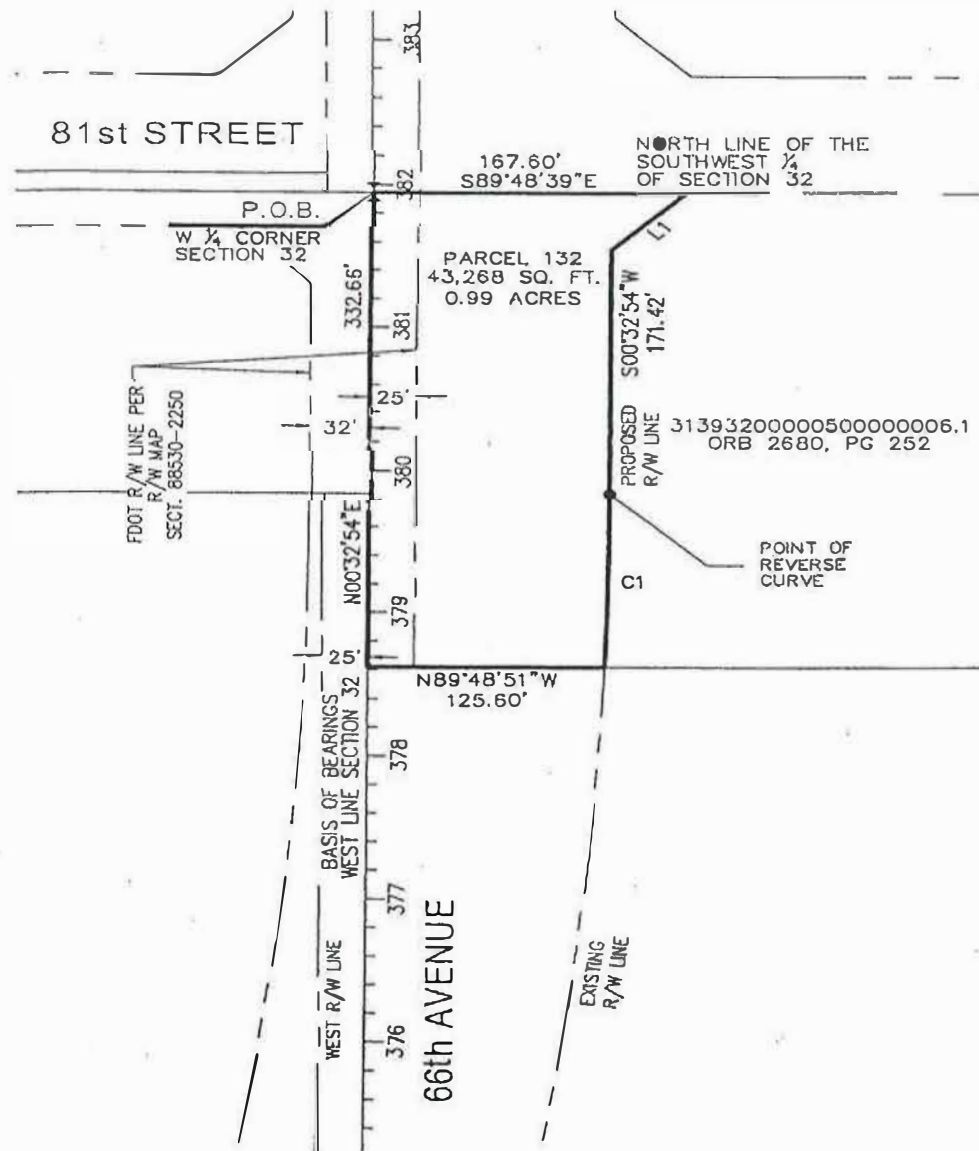 383
81st STREET
167.60'
S89°48'39"E
NORTH LINE OF THE
SOUTHWEST ¼
OF SECTION 32
382
P.O.B.
W ¼ CORNER
SECTION 32
L1
PARCEL 132
43,268 SQ. FT.
0.99 ACRES
332.66'
381
S00°32'54"W
171.42'
25'
32'
FDOT R/W LINE PER
R/W MAP
SECT. 88530-2250
380
PROPOSED
R/W LINE
31393200000500000006.1
ORB 2680, PG 252
N00°32'54"E
POINT OF
REVERSE
CURVE
C1
379
25'
N89°48'51"W
125.60'
BASIS OF BEARINGS
WEST LINE SECTION 32
378
377
WEST R/W LINE
66th AVENUE
EXISTING
R/W LINE
376